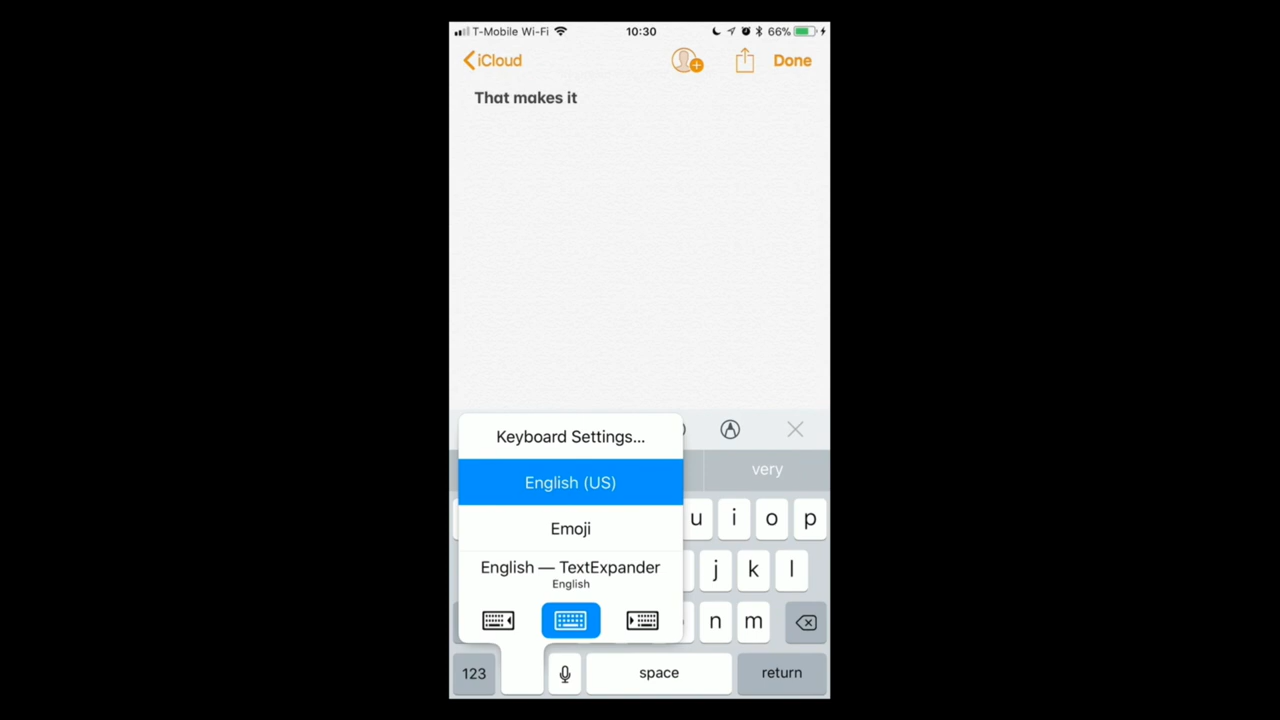 T-Mobile Wi-Fi 10:30 66%
iCloud Done
That makes it
Keyboard Settings...
English (US)
very
Emoji
u i o p
English — TextExpander
English
j k l
n m
123 space return